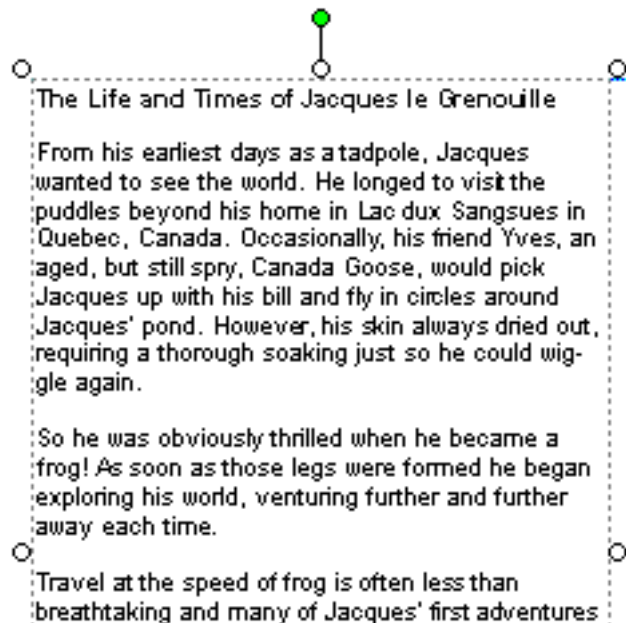 The Life and Times of Jacques le Grenouille
From his earliest days as a tadpole, Jacques
wanted to see the world. He longed to visit the
puddles beyond his home in Lac dux Sangsues in
Quebec, Canada. Occasionally, his friend Yves, an
aged, but still spry, Canada Goose, would pick
Jacques up with his bill and fly in circles around
Jacques' pond. However, his skin always dried out,
requiring a thorough soaking just so he could wig-
gle again.
So he was obviously thrilled when he became a
frog! As soon as those legs were formed he began
exploring his world, venturing further and further
away each time.
Travel at the speed of frog is often less than
breathtaking and many of Jacques' first adventures